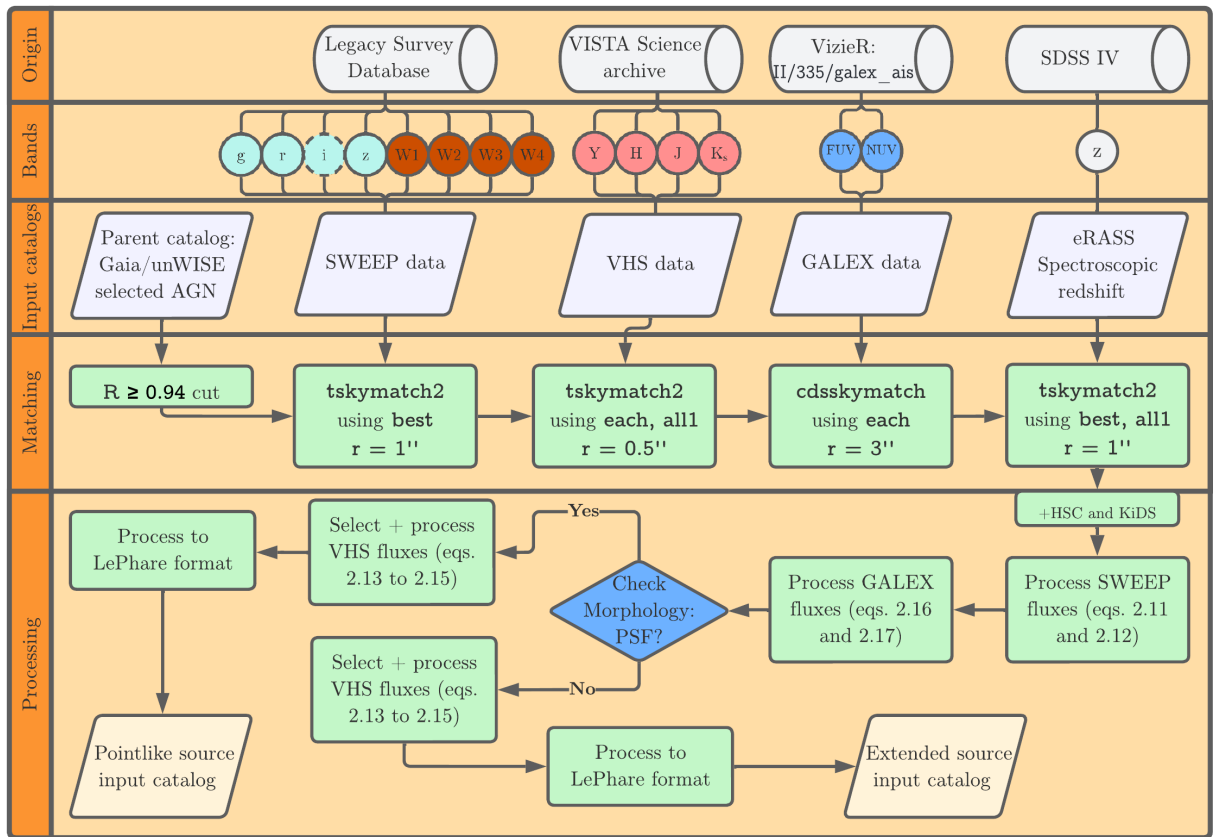 Origin
Legacy Survey
Database
VISTA Science
archive
VizieR:
II/335/galex_ais
SDSS IV
Bands
g
r
i
z
W1
W2
W3
W4
Y
H
J
Ks
FUV
NUV
z
Input catalogs
Parent catalog:
Gaia/unWISE
selected AGN
SWEEP data
VHS data
GALEX data
eRASS
Spectroscopic
redshift
Matching
R ≥ 0.94 cut
tskymatch2
using best
r = 1''
tskymatch2
using each, all1
r = 0.5''
cdsskymatch
using each
r = 3''
tskymatch2
using best, all1
r = 1''
Processing
+HSC and KiDS
Process SWEEP
fluxes (eqs. 2.11
and 2.12)
Process GALEX
fluxes (eqs. 2.16
and 2.17)
Check
Morphology:
PSF?
Yes
Select + process
VHS fluxes (eqs.
2.13 to 2.15)
Process to
LePhare format
Pointlike source
input catalog
No
Select + process
VHS fluxes (eqs.
2.13 to 2.15)
Process to
LePhare format
Extended source
input catalog